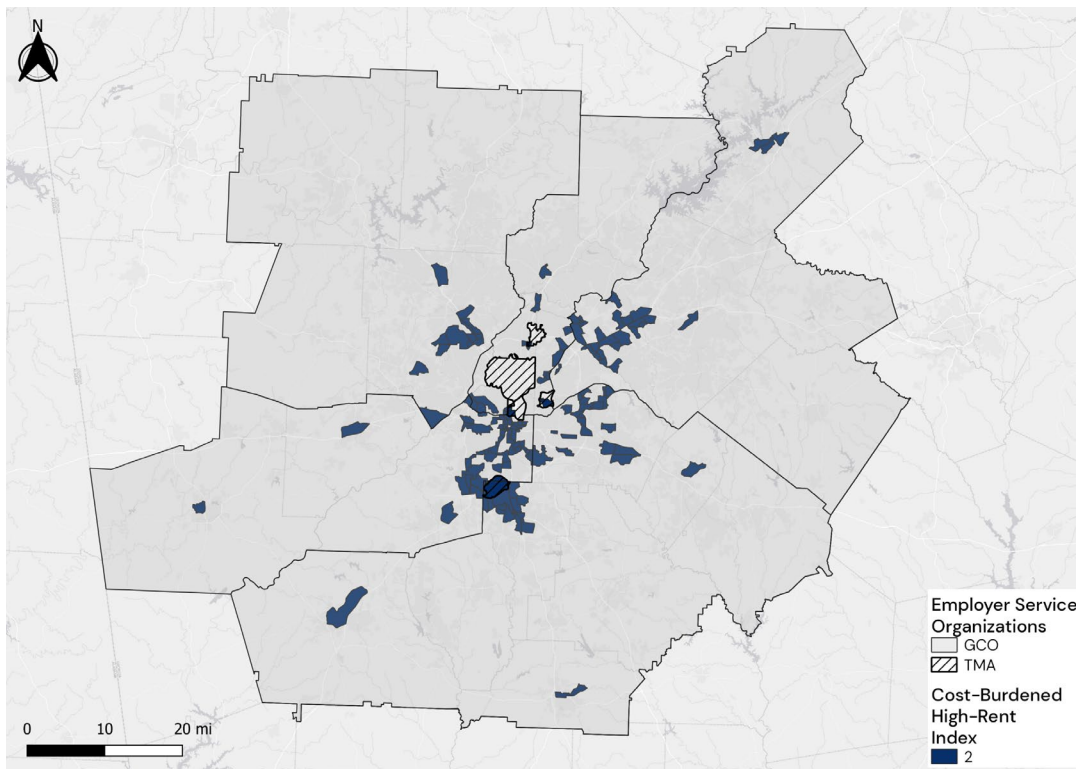 N
0 10 20 mi
Employer Service
Organizations
GCO
TMA
Cost-Burdened
High-Rent
Index
2